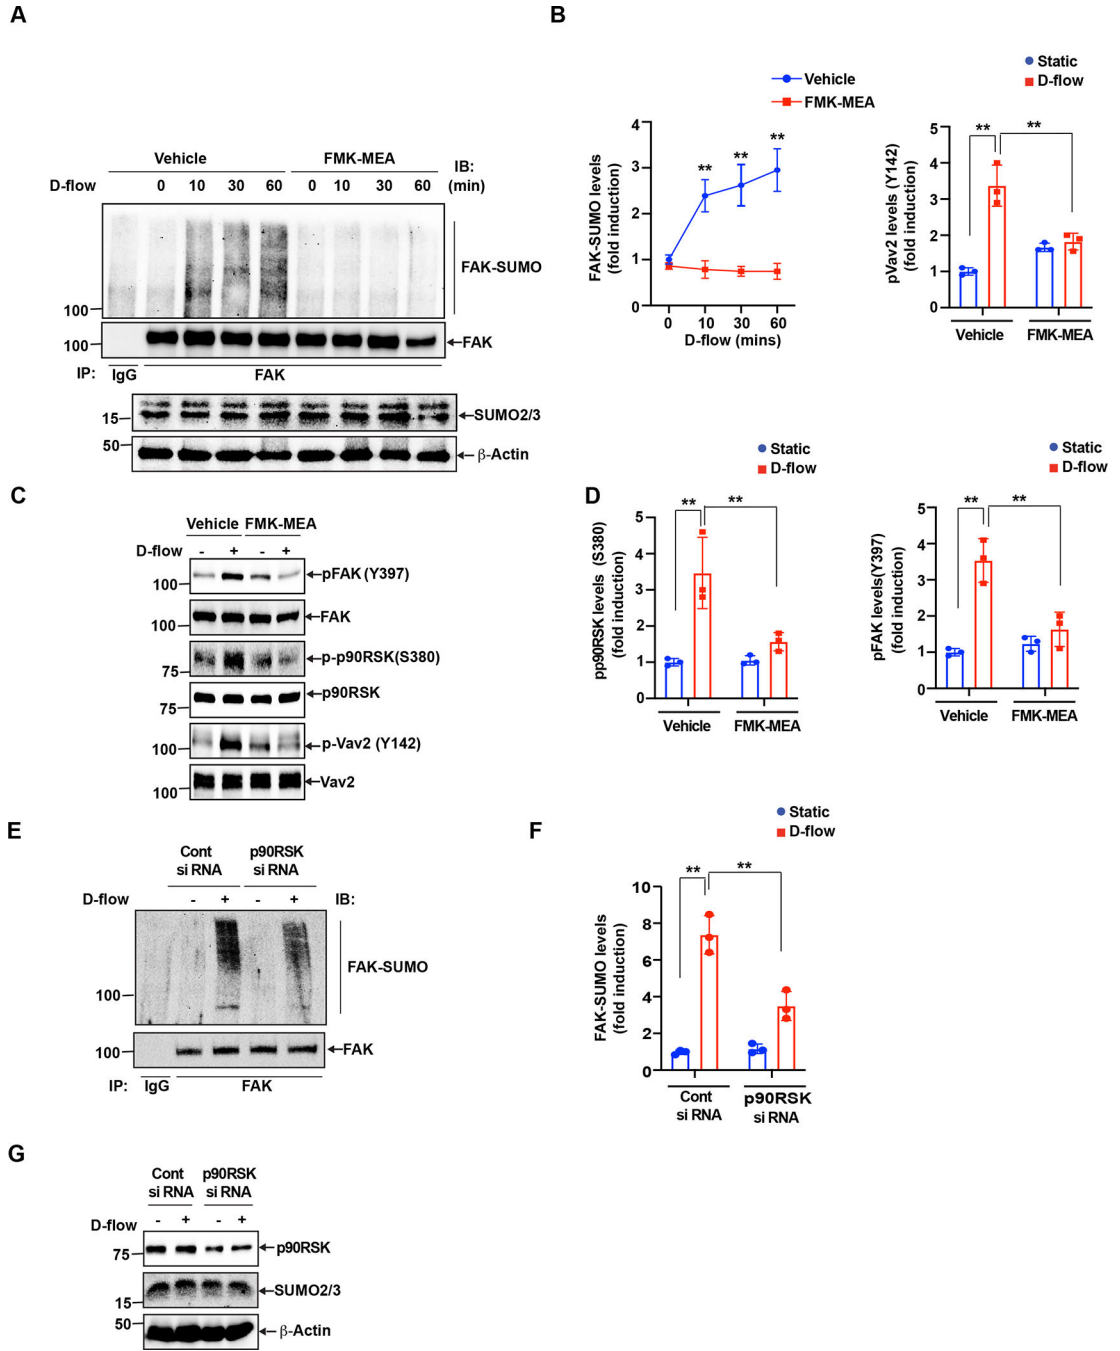 A
Vehicle FMK-MEA IB:
D-flow 0 10 30 60 0 10 30 60 (min)
FAK-SUMO
100
100 FAK
IP: IgG FAK
15 SUMO2/3
50
β-Actin
B
Vehicle
FMK-MEA
FAK-SUMO levels
(fold induction)
4
3
2
1
0
** ** **
0 10 30 60
D-flow (mins)
Static
D-flow
pVav2 levels (Y142)
(fold induction)
5
4
3
2
1
0
** **
Vehicle FMK-MEA
C
Vehicle FMK-MEA
D-flow - + - +
pFAK (Y397)
100
FAK
100
p-p90RSK(S380)
75
p90RSK
75
p-Vav2 (Y142)
100
Vav2
100
D
Static
D-flow
pp90RSK levels (S380)
(fold induction)
5
4
3
2
1
0
** **
Vehicle FMK-MEA
Static
D-flow
pFAK levels(Y397)
(fold induction)
5
4
3
2
1
0
** **
Vehicle FMK-MEA
E
Cont p90RSK
si RNA si RNA
D-flow - + - + IB:
FAK-SUMO
100
100 FAK
IP: IgG FAK
F
Static
D-flow
FAK-SUMO levels
(fold induction)
10
8
6
4
2
0
** **
Cont p90RSK
si RNA si RNA
G
Cont p90RSK
si RNA si RNA
D-flow - + - +
75 p90RSK
SUMO2/3
15
50
β-Actin